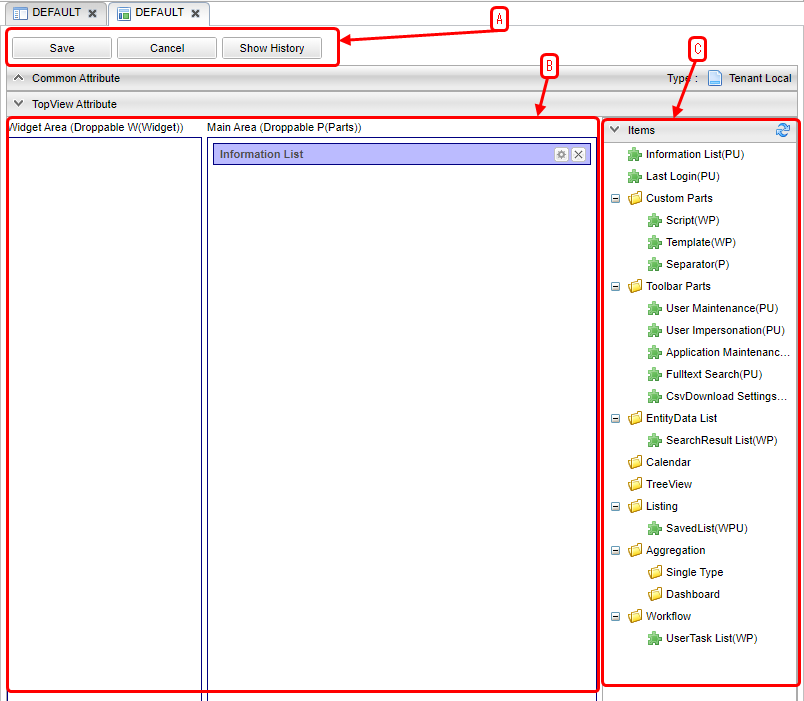 DEFAULT DEFAULT
A
Save Cancel Show History
B
C
Common Attribute Type : Tenant Local
TopView Attribute
Widget Area (Droppable W(Widget)) Main Area (Droppable P(Parts))
Items
Information List
Information List(PU)
Last Login(PU)
Custom Parts
Script(WP)
Template(WP)
Separator(P)
Toolbar Parts
User Maintenance(PU)
User Impersonation(PU)
Application Maintenanc...
Fulltext Search(PU)
CsvDownload Settings...
EntityData List
SearchResult List(WP)
Calendar
TreeView
Listing
SavedList(WPU)
Aggregation
Single Type
Dashboard
Workflow
UserTask List(WP)